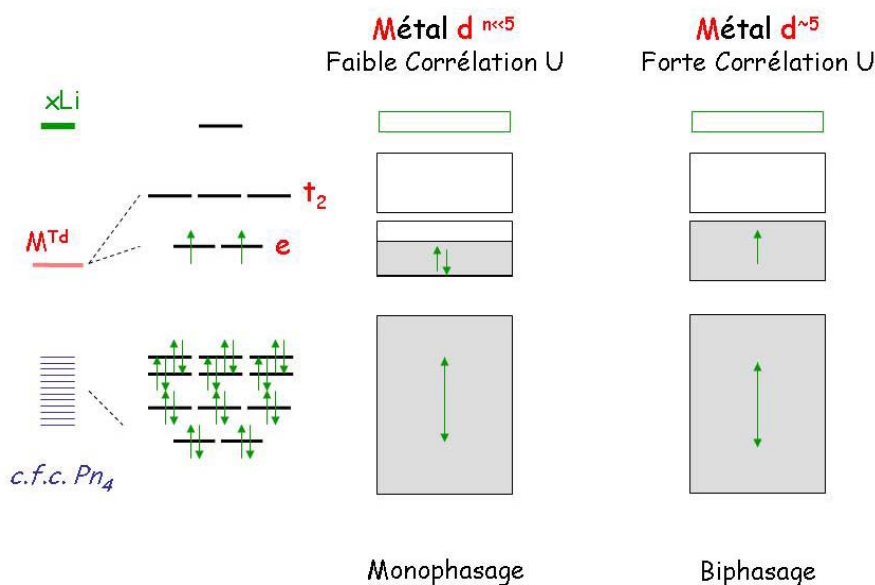 Métal d n<<5
Faible Corrélation U
Métal d~5
Forte Corrélation U
xLi
t2
MTd
e
c.f.c. Pn4
Monophasage
Biphasage